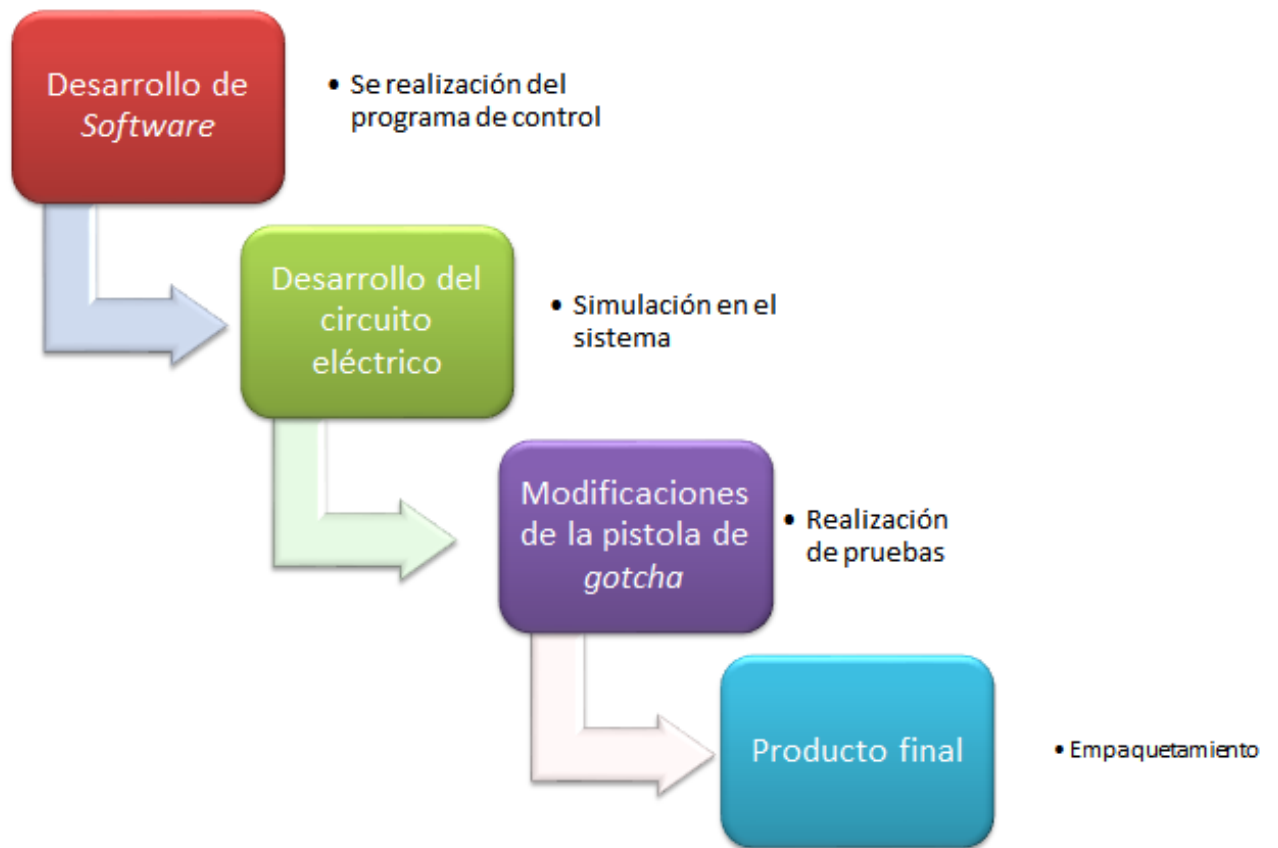 Desarrollo de
Software
• Se realización del
programa de control
Desarrollo del
circuito
eléctrico
• Simulación en el
sistema
Modificaciones
de la pistola de
gotcha
• Realización
de pruebas
Producto final
• Empaquetamiento